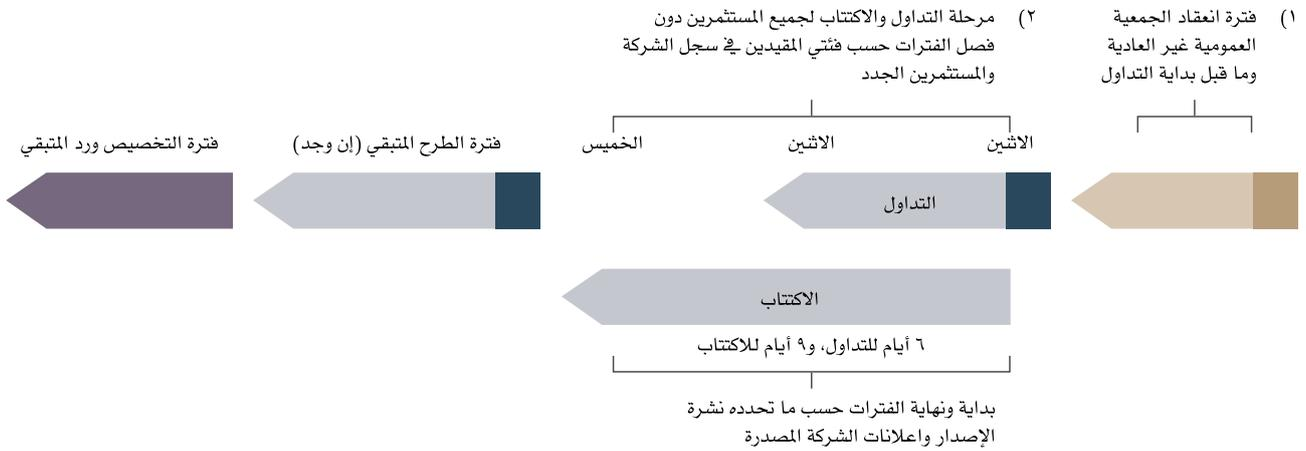 ١) فترة انعقاد الجمعية
العمومية غير العادية
وما قبل بداية التداول
٢) مرحلة التداول والاكتتاب لجميع المستثمرين دون
فصل الفترات حسب فئتي المقيدين في سجل الشركة
والمستثمرين الجدد
الاثنين
الاثنين
الخميس
فترة الطرح المتبقي (إن وجد)
فترة التخصيص ورد المتبقي
التداول
الاكتتاب
٦ أيام للتداول، و٩ أيام للاكتتاب
بداية ونهاية الفترات حسب ما تحدده نشرة
الإصدار واعلانات الشركة المصدرة